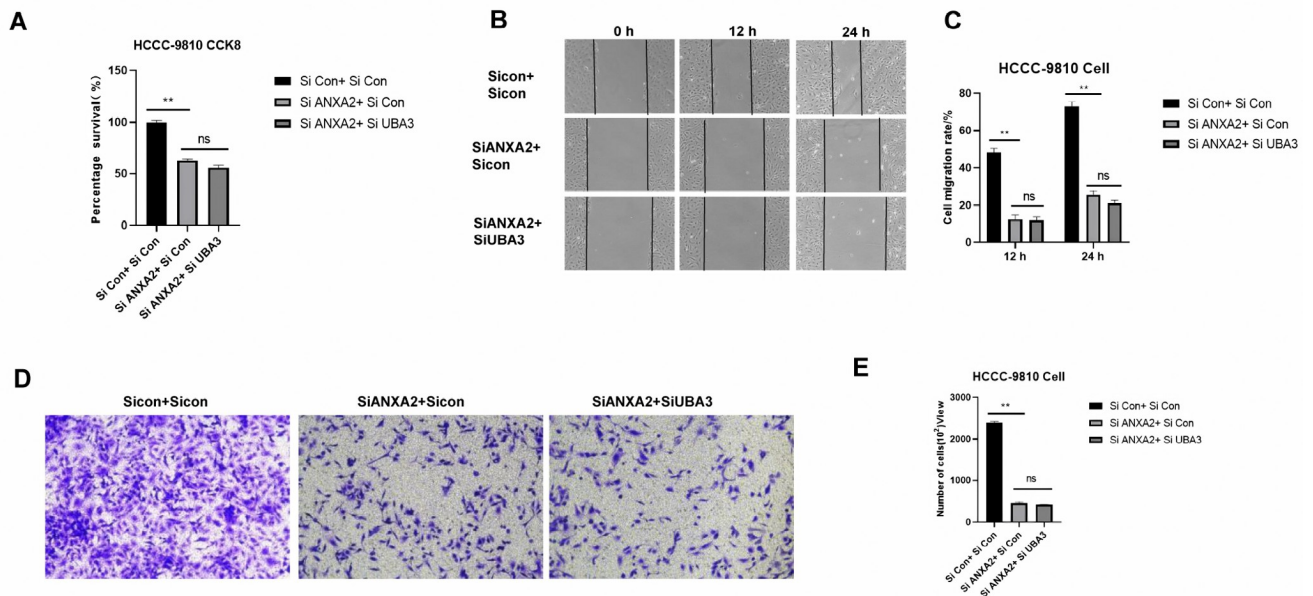 A
HCCC-9810 CCK8
Percentage survival( %)
150
100
50
0
**
ns
Si Con+ Si Con
Si ANXA2+ Si Con
Si ANXA2+ Si UBA3
Si Con+ Si Con
Si ANXA2+ Si Con
Si ANXA2+ Si UBA3
B
0 h
12 h
24 h
Sicon+
Sicon
SiANXA2+
Sicon
SiANXA2+
SiUBA3
C
HCCC-9810 Cell
Cell migration rate/%
80
60
40
20
0
**
ns
**
ns
12 h
24 h
Si Con+ Si Con
Si ANXA2+ Si Con
Si ANXA2+ Si UBA3
D
Sicon+Sicon
SiANXA2+Sicon
SiANXA2+SiUBA3
E
HCCC-9810 Cell
Number of cells(10²)/view
3000
2000
1000
0
**
ns
Si Con+ Si Con
Si ANXA2+ Si Con
Si ANXA2+ Si UBA3
Si Con+ Si Con
Si ANXA2+ Si Con
Si ANXA2+ Si UBA3